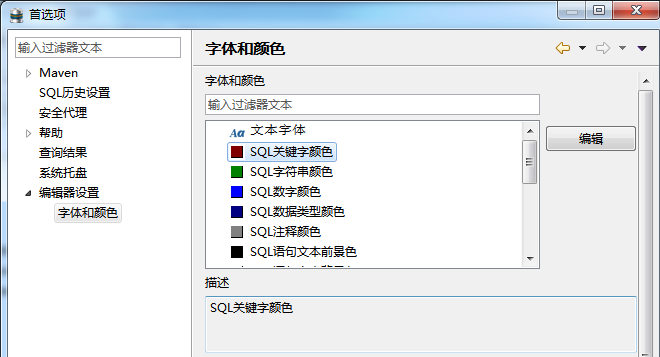 首选项
输入过滤器文本
Maven
SQL历史设置
安全代理
帮助
查询结果
系统托盘
编辑器设置
字体和颜色
字体和颜色
字体和颜色
输入过滤器文本
Aa 文本字体
SQL关键字颜色
SQL字符串颜色
SQL数字颜色
SQL数据类型颜色
SQL注释颜色
SQL语句文本前景色
编辑
描述
SQL关键字颜色